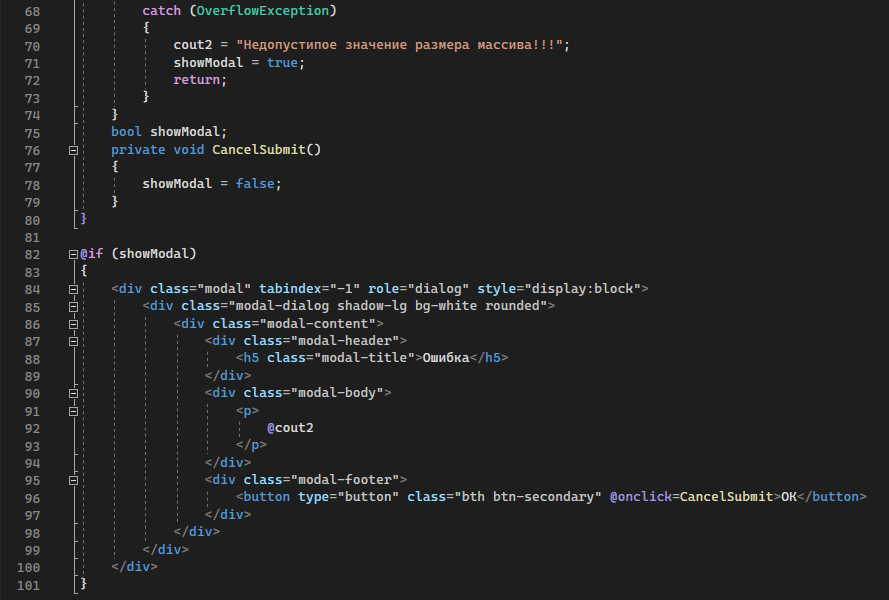 68 catch (OverflowException)
69 {
70 cout2 = "Недопустипое значение размера массива!!!";
71 showModal = true;
72 return;
73 }
74 }
75 bool showModal;
76 private void CancelSubmit()
77 {
78 showModal = false;
79 }
80 }
81
82 @if (showModal)
83 {
84 <div class="modal" tabindex="-1" role="dialog" style="display:block">
85 <div class="modal-dialog shadow-lg bg-white rounded">
86 <div class="modal-content">
87 <div class="modal-header">
88 <h5 class="modal-title">Ошибка</h5>
89 </div>
90 <div class="modal-body">
91 <p>
92 @cout2
93 </p>
94 </div>
95 <div class="modal-footer">
96 <button type="button" class="bth btn-secondary" @onclick=CancelSubmit>OK</button>
97 </div>
98 </div>
99 </div>
100 </div>
101 }